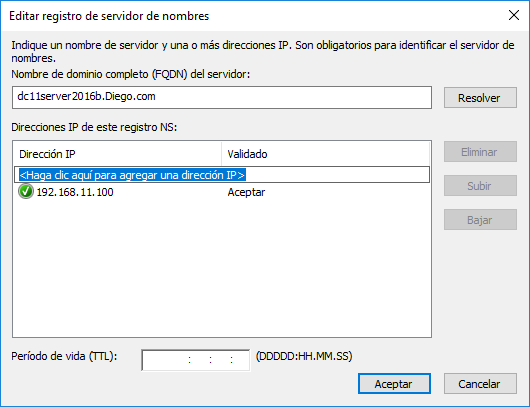 Editar registro de servidor de nombres
Indique un nombre de servidor y una o más direcciones IP. Son obligatorios para identificar el servidor de
nombres.
Nombre de dominio completo (FQDN) del servidor:
dc11server2016b.Diego.com
Resolver
Direcciones IP de este registro NS:
Dirección IP Validado
<Haga clic aquí para agregar una dirección IP>
192.168.11.100 Aceptar
Eliminar
Subir
Bajar
Período de vida (TTL): : : : (DDDDD:HH.MM.SS)
Aceptar Cancelar